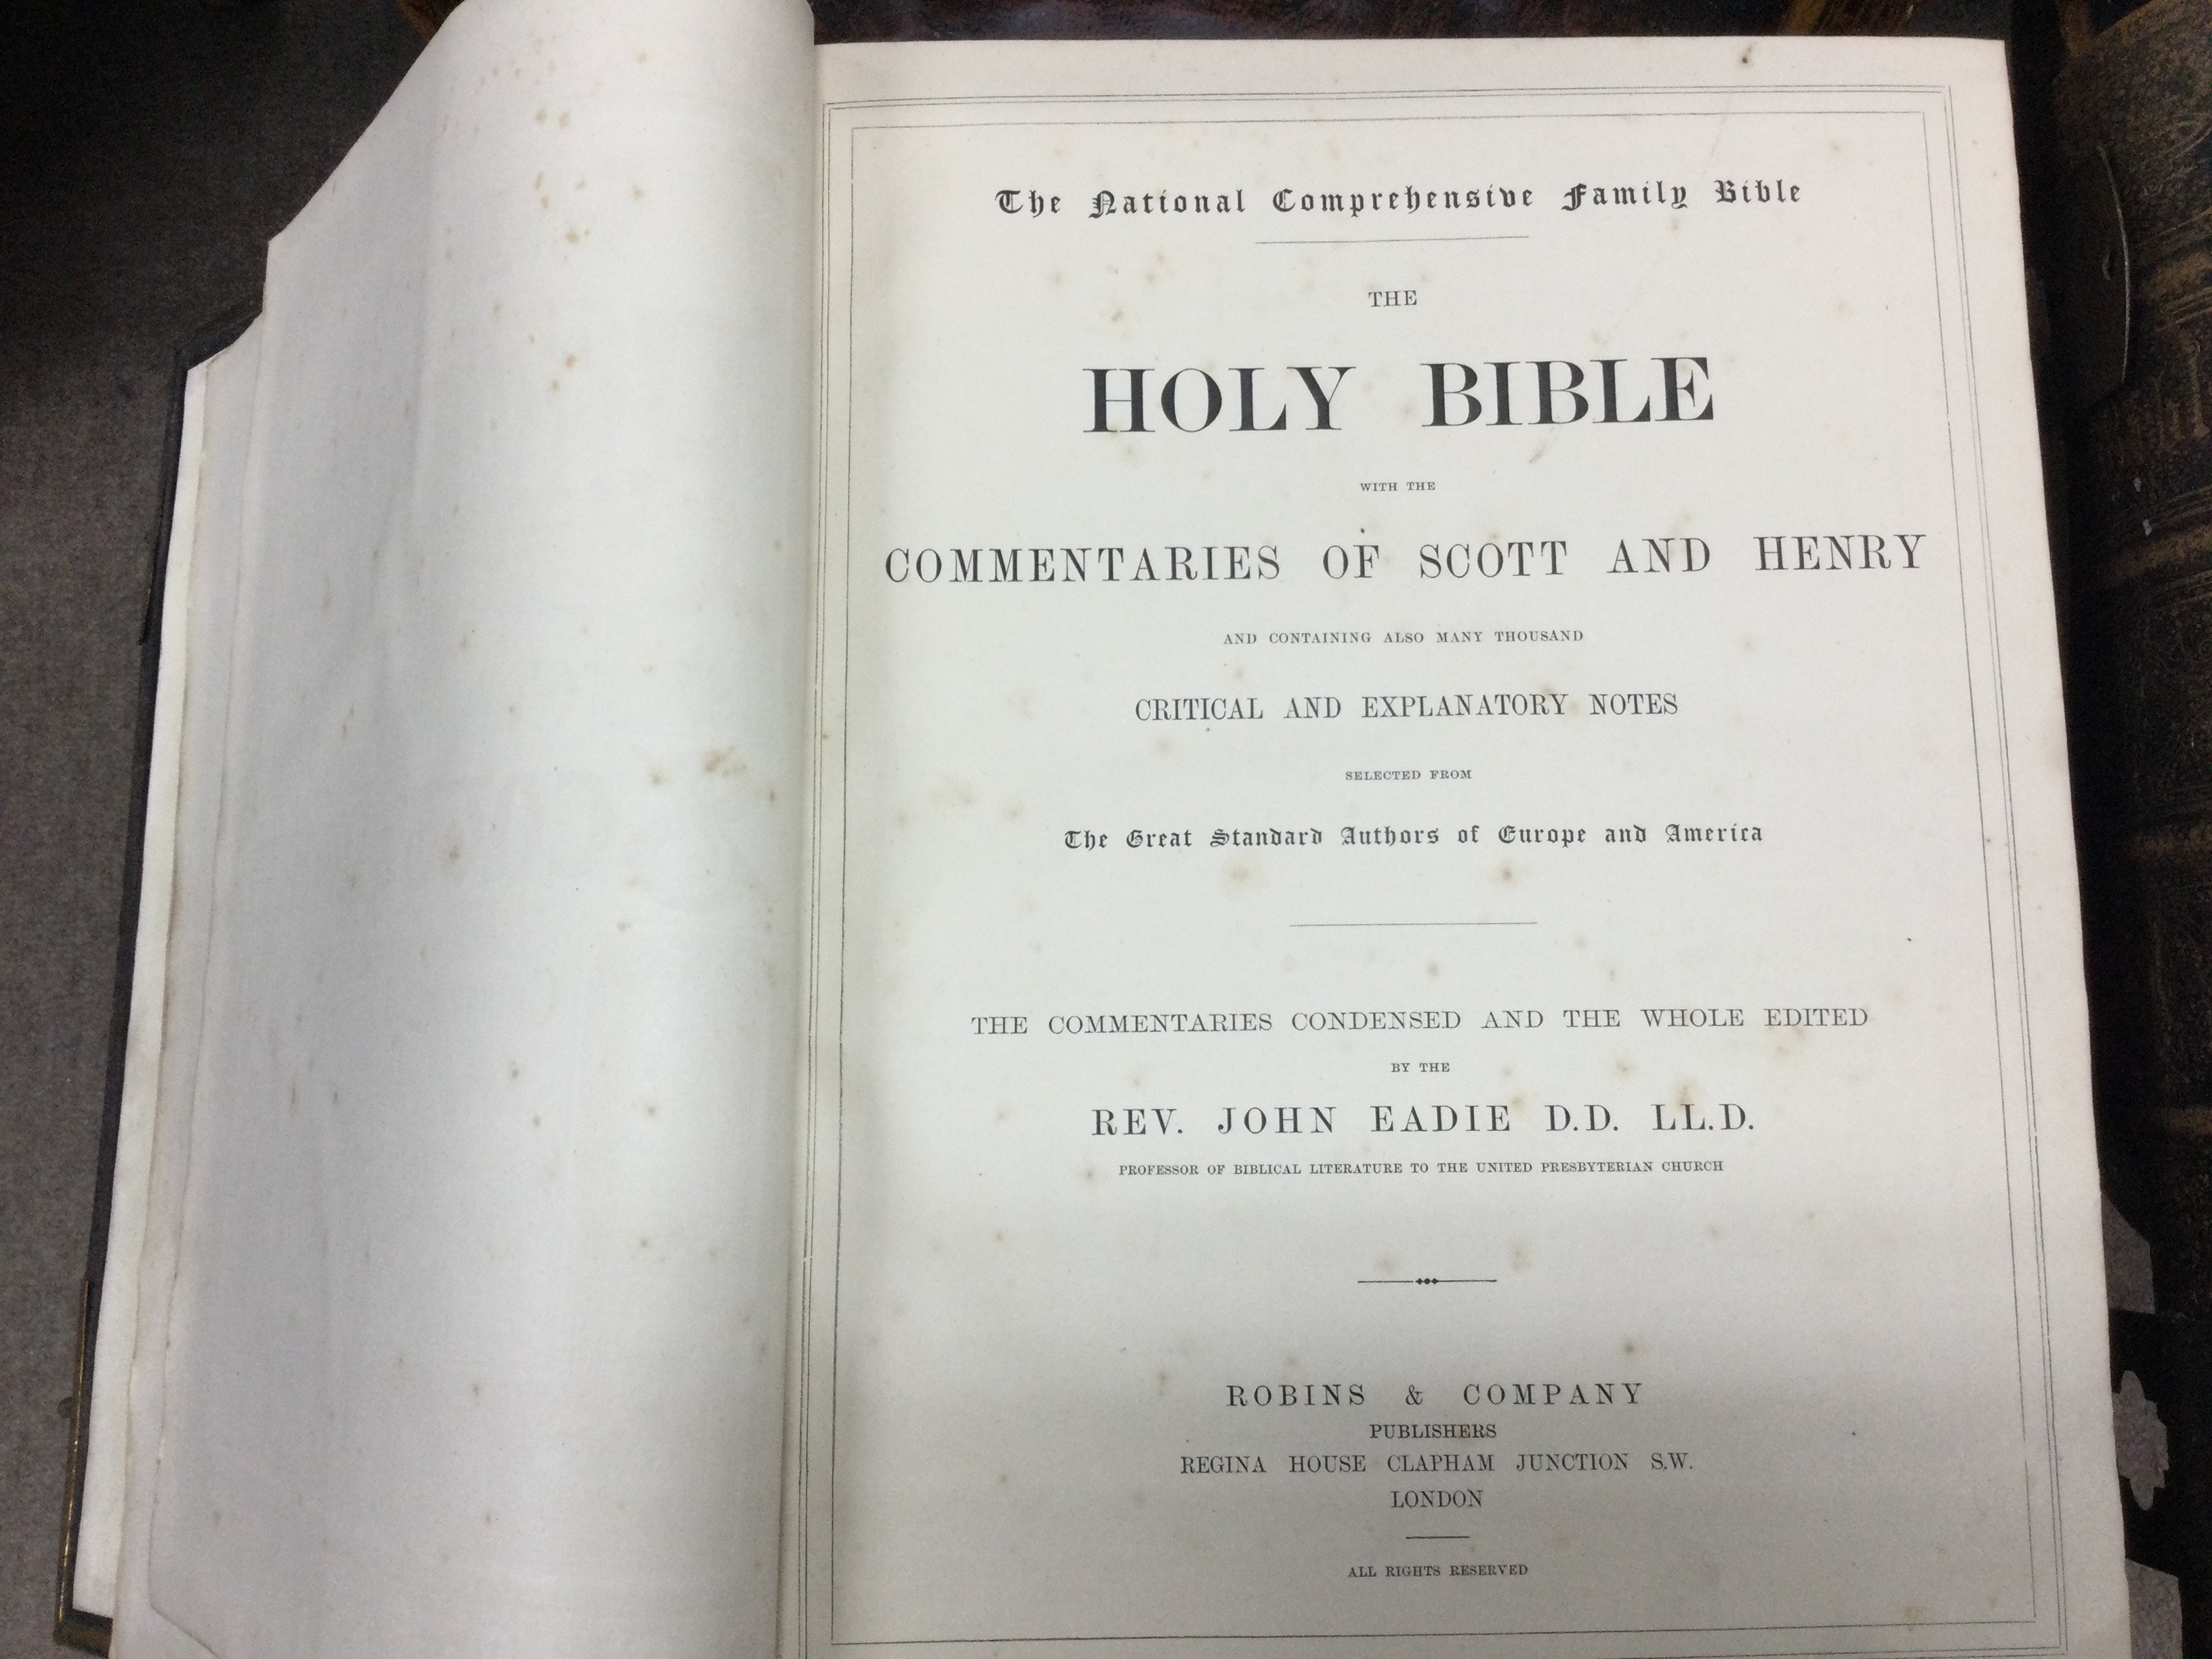 The National Comprehensive Family Bible
THE
HOLY BIBLE
WITH THE
COMMENTARIES OF SCOTT AND HENRY
AND CONTAINING ALSO MANY THOUSAND
CRITICAL AND EXPLANATORY NOTES
SELECTED FROM
The Great Standard Authors of Europe and America
THE COMMENTARIES CONDENSED AND THE WHOLE EDITED
BY THE
REV. JOHN EADIE D.D. LL.D.
PROFESSOR OF BIBLICAL LITERATURE TO THE UNITED PRESBYTERIAN CHURCH
ROBINS & COMPANY
PUBLISHERS
REGINA HOUSE CLAPHAM JUNCTION S.W.
LONDON
ALL RIGHTS RESERVED